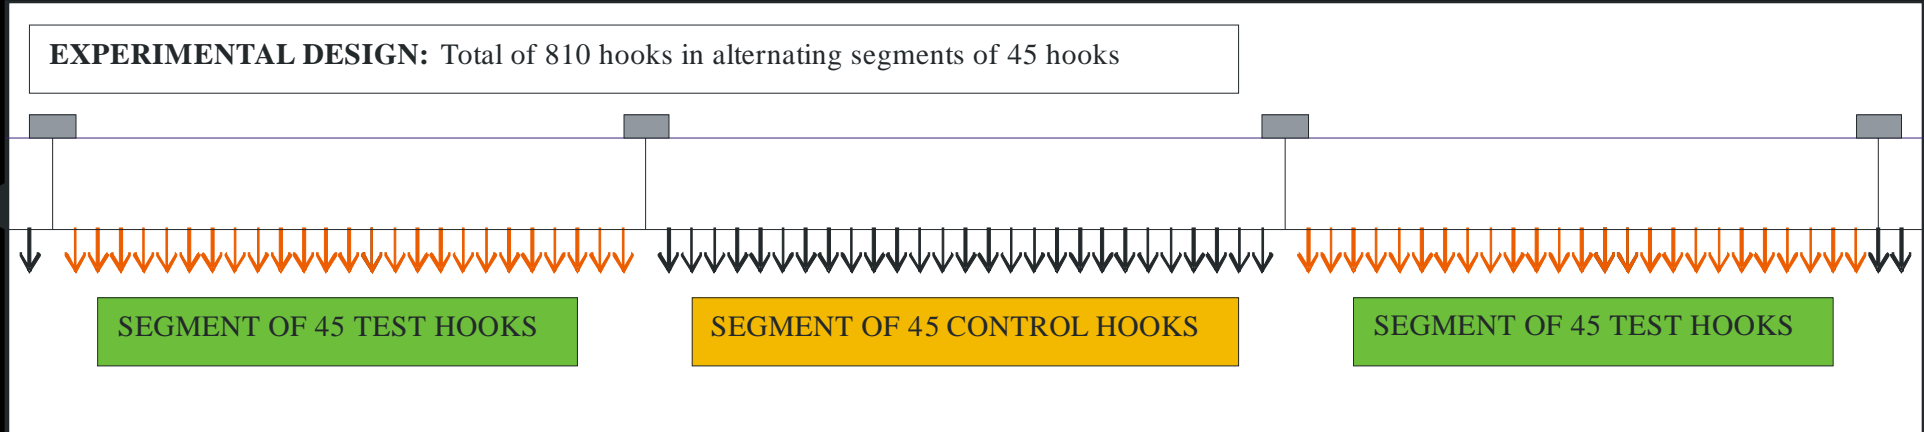 EXPERIMENTAL DESIGN: Total of 810 hooks in alternating segments of 45 hooks
SEGMENT OF 45 TEST HOOKS
SEGMENT OF 45 CONTROL HOOKS
SEGMENT OF 45 TEST HOOKS